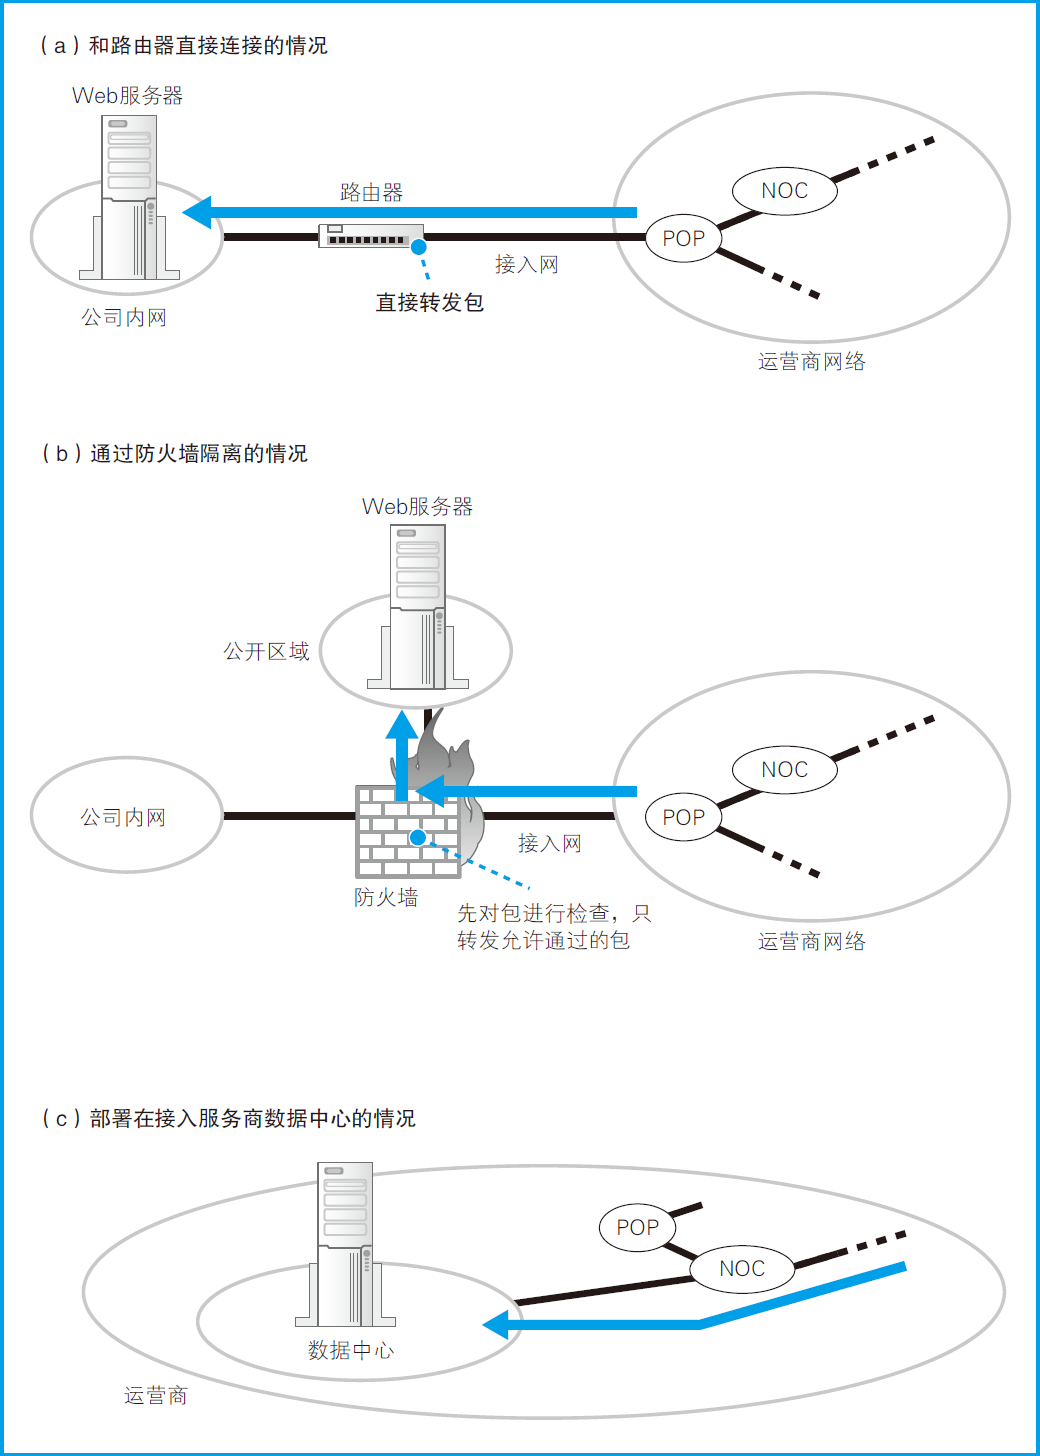 （a）和路由器直接连接的情况
Web服务器
路由器
NOC
POP
接入网
直接转发包
公司内网
运营商网络
（b）通过防火墙隔离的情况
Web服务器
公开区域
NOC
公司内网
POP
接入网
防火墙
先对包进行检查，只
转发允许通过的包
运营商网络
（c）部署在接入服务商数据中心的情况
POP
NOC
数据中心
运营商